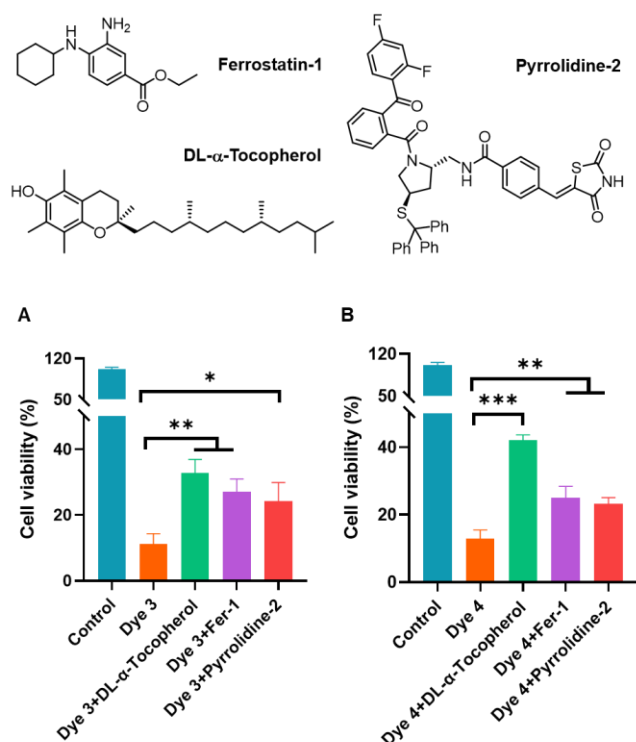 NH₂
H
N
O
O
Ferrostatin-1
F
F
Pyrrolidine-2
O
O
N
N
H
O
S
O
NH
O
S
Ph
Ph
Ph
DL-α-Tocopherol
HO
O
A
Cell viability (%)
120
50
40
20
0
*
**
Control
Dye 3
Dye 3+DL-α-Tocopherol
Dye 3+Fer-1
Dye 3+Pyrrolidine-2
B
Cell viability (%)
120
50
40
20
0
**
***
Control
Dye 4
Dye 4+DL-α-Tocopherol
Dye 4+Fer-1
Dye 4+Pyrrolidine-2